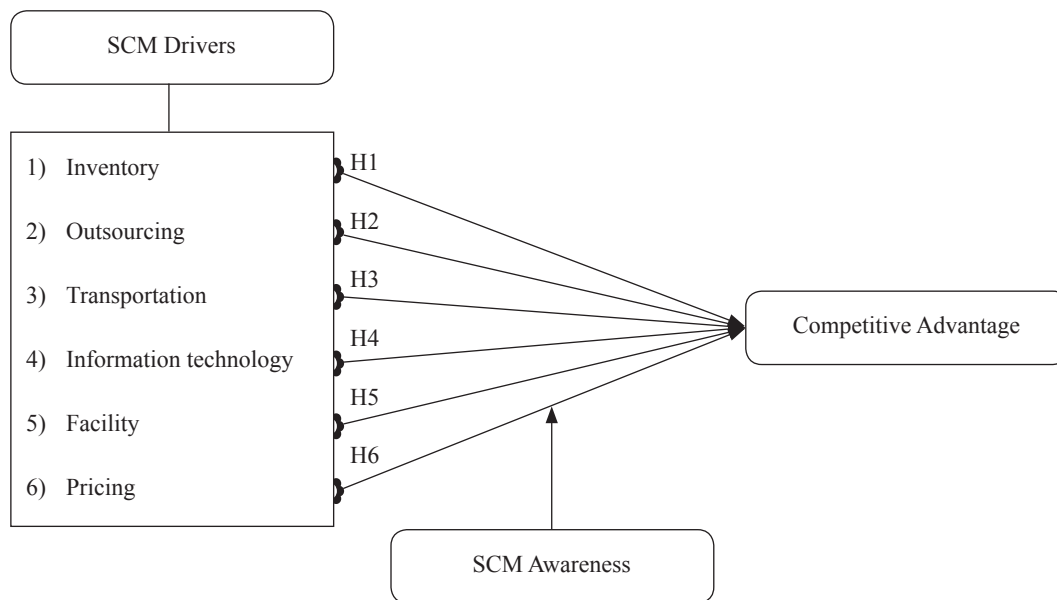 SCM Drivers
1) Inventory
H1
2) Outsourcing
H2
3) Transportation
H3
4) Information technology
H4
5) Facility
H5
6) Pricing
H6
Competitive Advantage
SCM Awareness